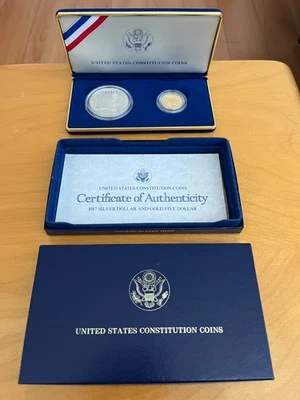 UNITED STATES CONSTITUTION COINS
UNITED STATES CONSTITUTION COINS
Certificate of Authenticity
1987 SILVER DOLLAR AND GOLD FIVE DOLLAR
UNITED STATES CONSTITUTION COINS